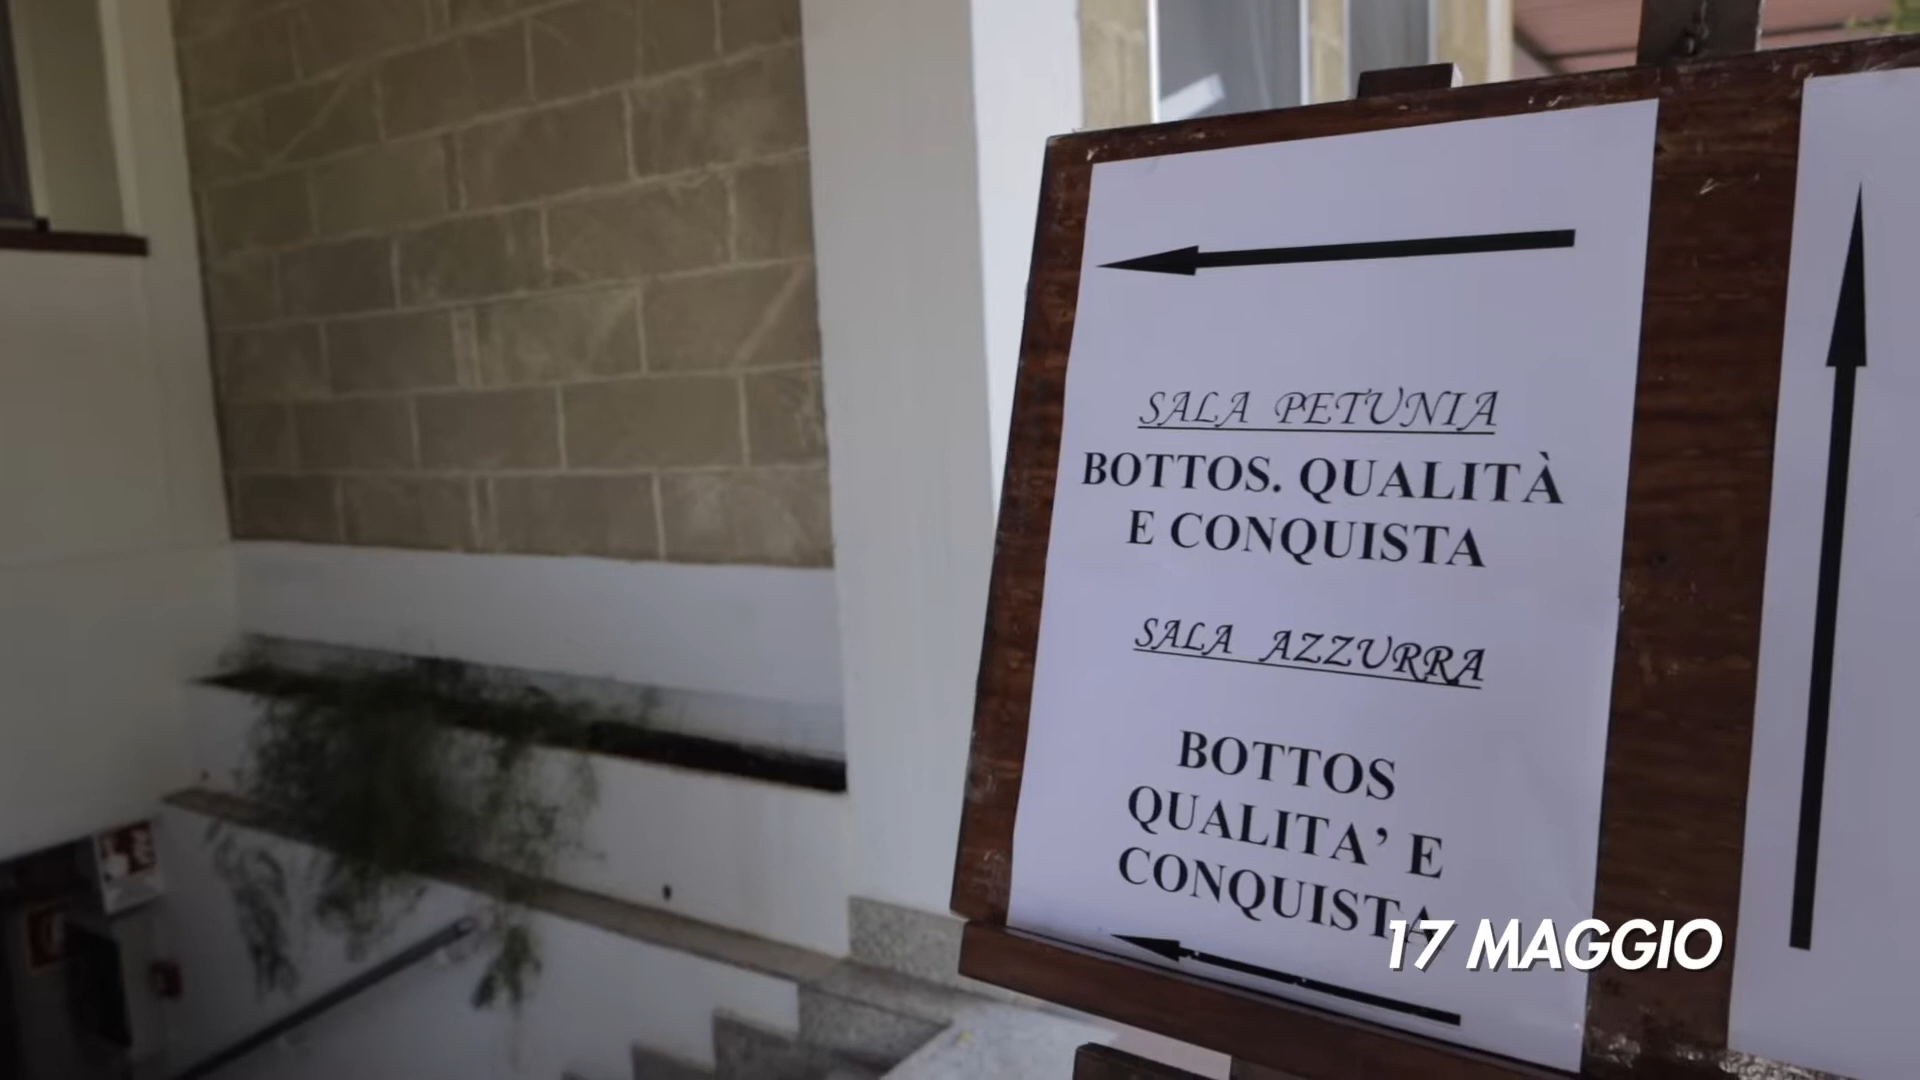 SALA PETUNIA
BOTTOS. QUALITÀ
E CONQUISTA
SALA AZZURRA
BOTTOS
QUALITA' E
CONQUISTA
17 MAGGIO